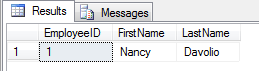 Results Messages
EmployeeID FirstName LastName
1 1 Nancy Davolio